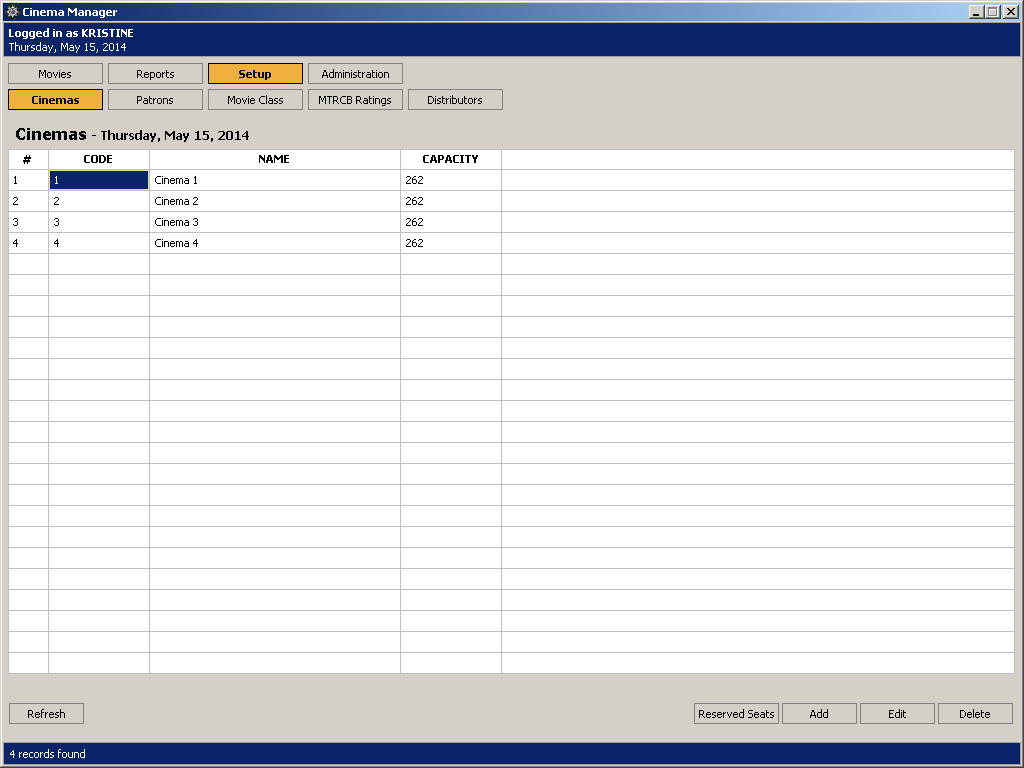 Cinema Manager
Logged in as KRISTINE
Thursday, May 15, 2014
Movies Reports Setup Administration
Cinemas Patrons Movie Class MTRCB Ratings Distributors
Cinemas - Thursday, May 15, 2014
# CODE NAME CAPACITY
1 1 Cinema 1 262
2 2 Cinema 2 262
3 3 Cinema 3 262
4 4 Cinema 4 262
Refresh Reserved Seats Add Edit Delete
4 records found